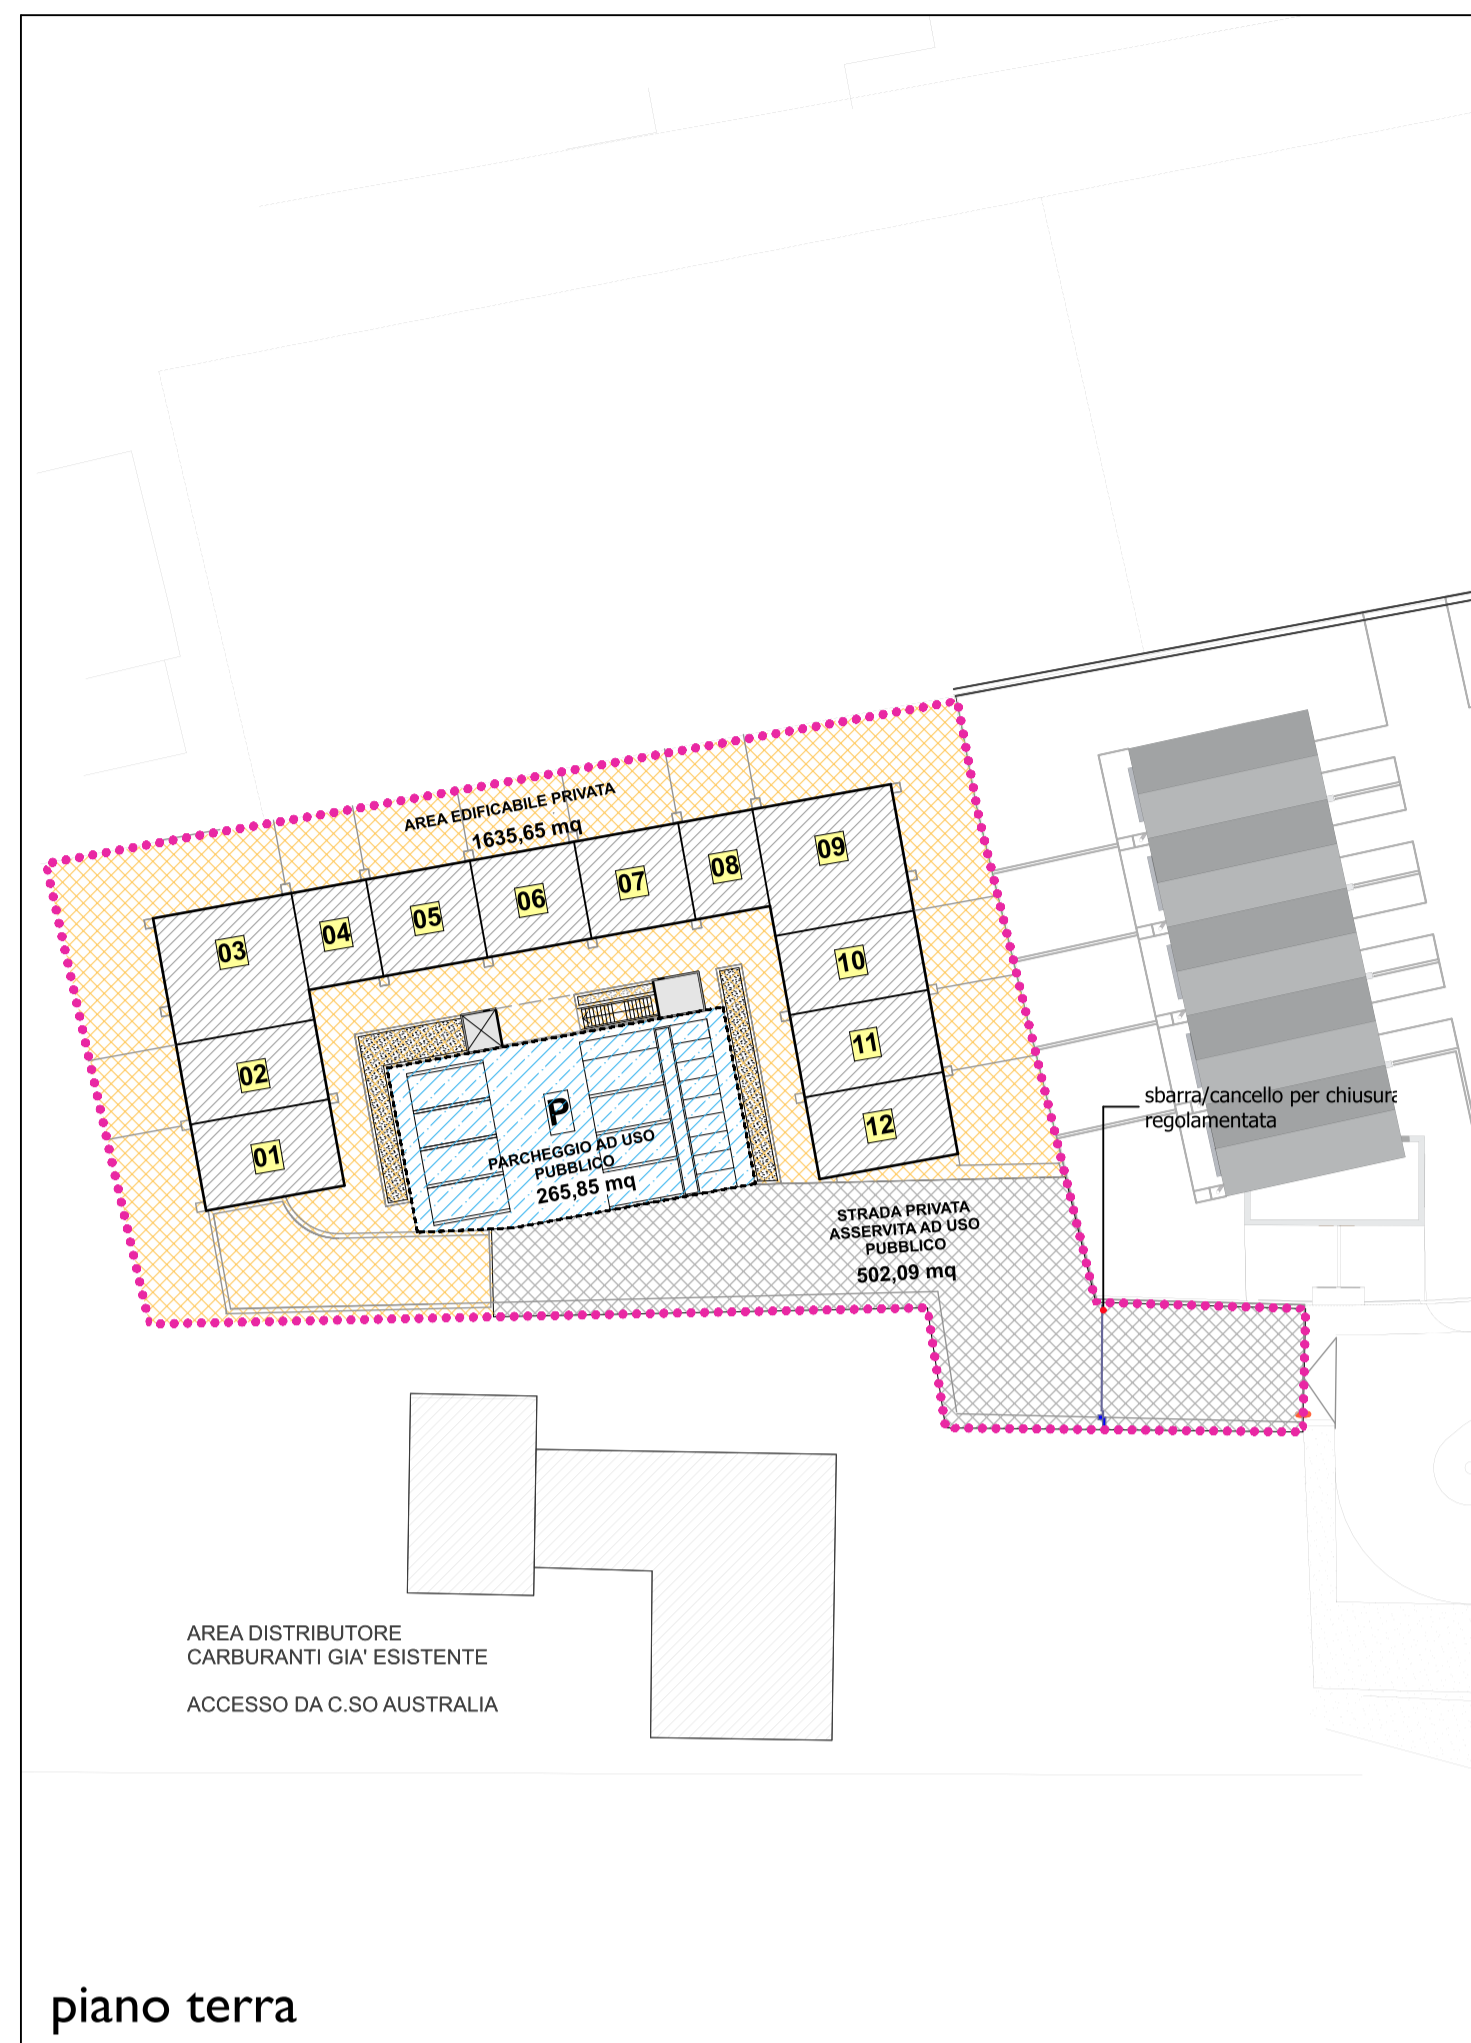 AREA EDIFICABILE PRIVATA
1635,65 mq
09
08
07
06
05
04
03
10
02
11
01
12
P
PARCHEGGIO AD USO
PUBBLICO
265,85 mq
sbarra/cancello per chiusura
regolamentata
STRADA PRIVATA
ASSERVITA AD USO
PUBBLICO
502,09 mq
AREA DISTRIBUTORE
CARBURANTI GIA' ESISTENTE
ACCESSO DA C.SO AUSTRALIA
piano terra